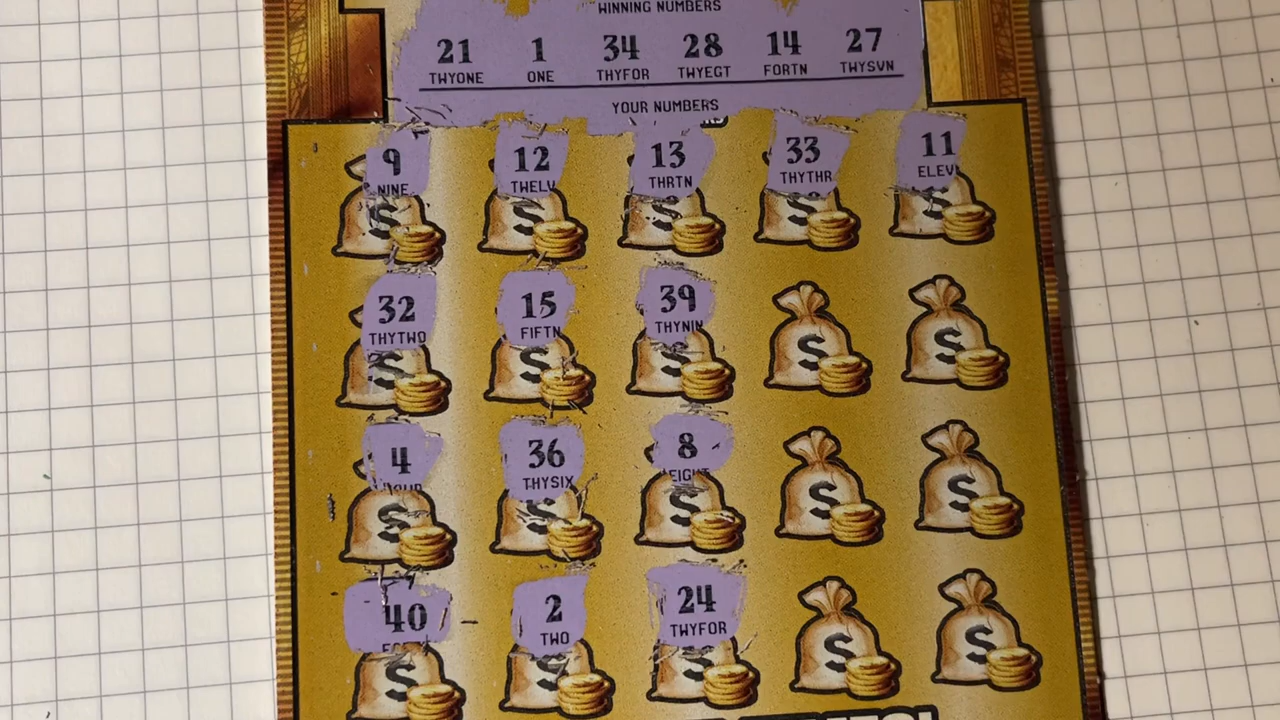 WINNING NUMBERS
21 1 34 28 14 27
TWYONE ONE THYFOR TWYEGT FORTN TWYSVN
YOUR NUMBERS
9 12 13 33 11
NINE TWELV THRTN THYTHR ELEV
$ $ $ $ $
32 15 39
THYTWO FIFTN THYNIN
$ $ $ $ $
4 36 8
THYSIX EIGHT
$ $ $ $ $
40 2 24
TWO TWYFOR
$ $ $ $ $